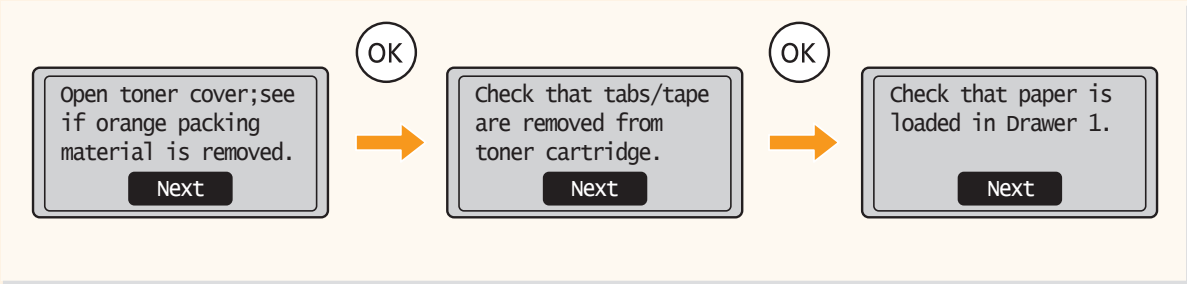 OK
OK
Open toner cover;see
if orange packing
material is removed.
Next
Check that tabs/tape
are removed from
toner cartridge.
Next
Check that paper is
loaded in Drawer 1.
Next